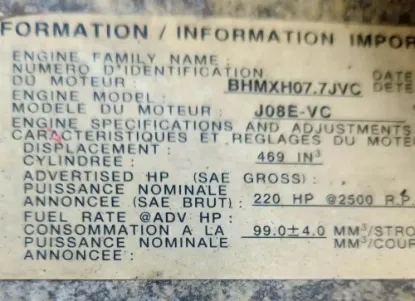 FORMATION / INFORMATION IMPOR
ENGINE FAMILY NAME :
NUMERO D'IDENTIFICATION DATE
DU MOTEUR : BHMXH07.7JVC DATE
ENGINE MODEL :
MODELE DU MOTEUR : J08E-VC
ENGINE SPECIFICATIONS AND ADJUSTMENTS
CARACTERISTIQUES ET REGLAGES DU MOTE
DISPLACEMENT : 469 IN³
CYLINDREE :
ADVERTISED HP (SAE GROSS) :
PUISSANCE NOMINALE
ANNONCEE (SAE BRUT) : 220 HP @2500 R.P.
FUEL RATE @ADV HP :
CONSOMMATION A LA 99.0±4.0 MM³/STRO
PUISSANCE NOMINALE MM³/COUR
ANNONCEE :